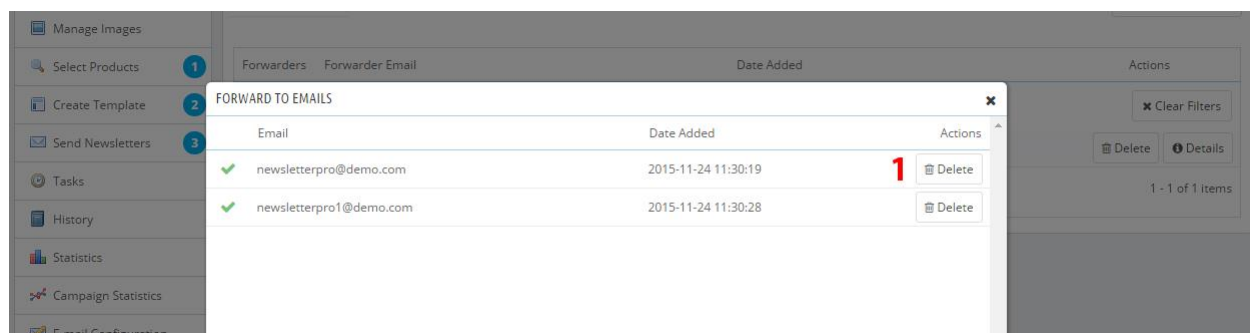 Manage Images
Select Products 1
Forwarders Forwarder Email Date Added Actions
Create Template 2
FORWARD TO EMAILS
Clear Filters
Email Date Added Actions
Send Newsletters 3
Delete Details
newsletterpro@demo.com 2015-11-24 11:30:19 1 Delete
Tasks
1 - 1 of 1 items
newsletterpro1@demo.com 2015-11-24 11:30:28 Delete
History
Statistics
Campaign Statistics
E-mail Configuration